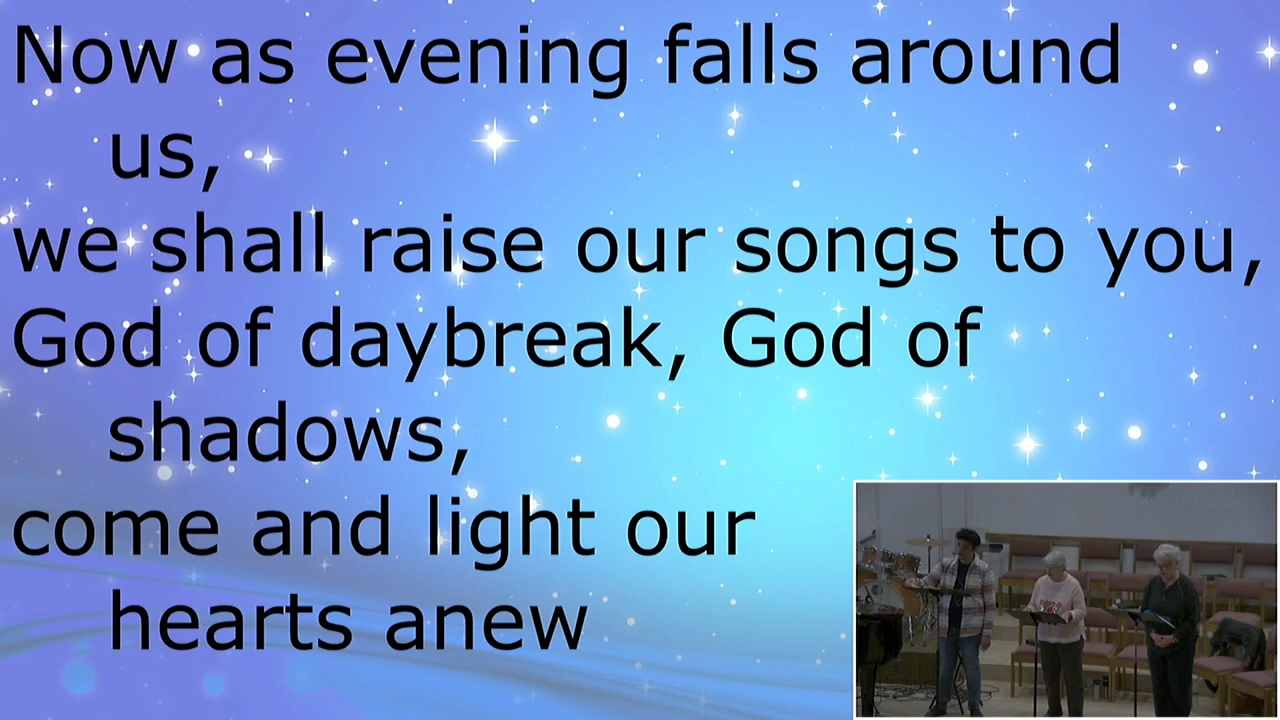 Now as evening falls around
us,
we shall raise our songs to you,
God of daybreak, God of
shadows,
come and light our
hearts anew